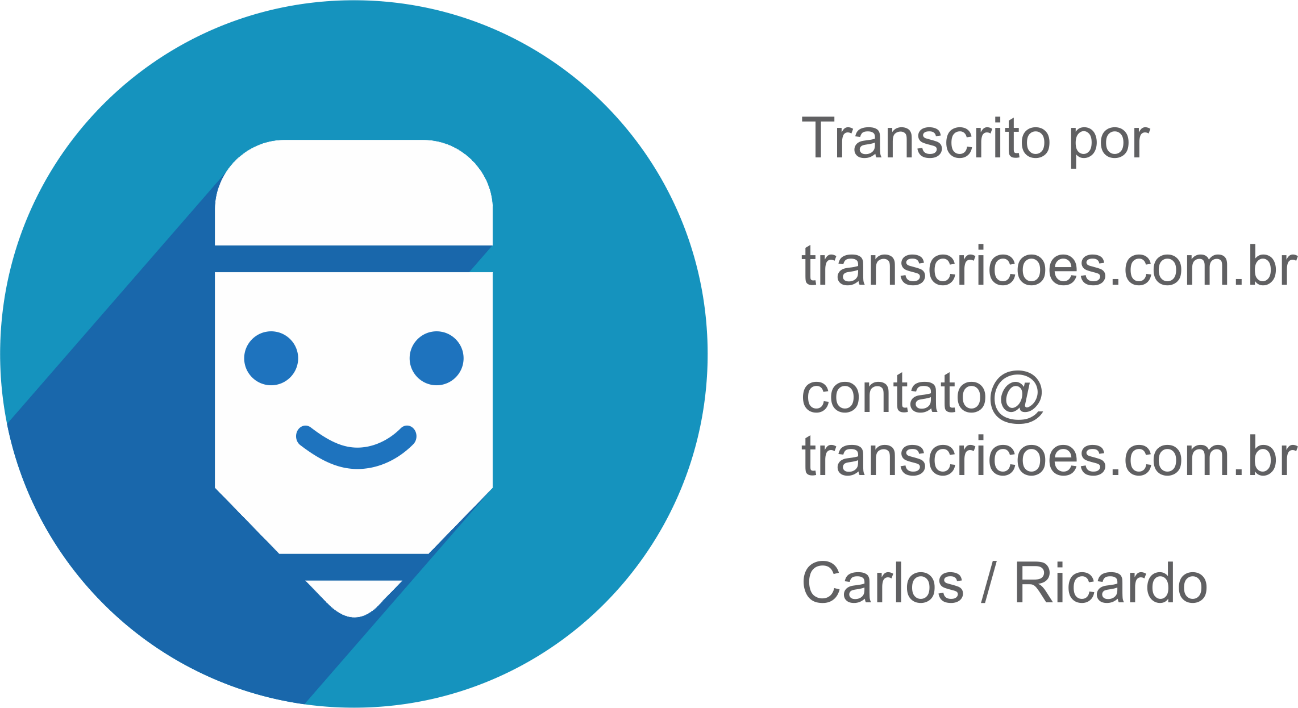 Transcrito por
transcricoes.com.br
contato@
transcricoes.com.br
Carlos / Ricardo